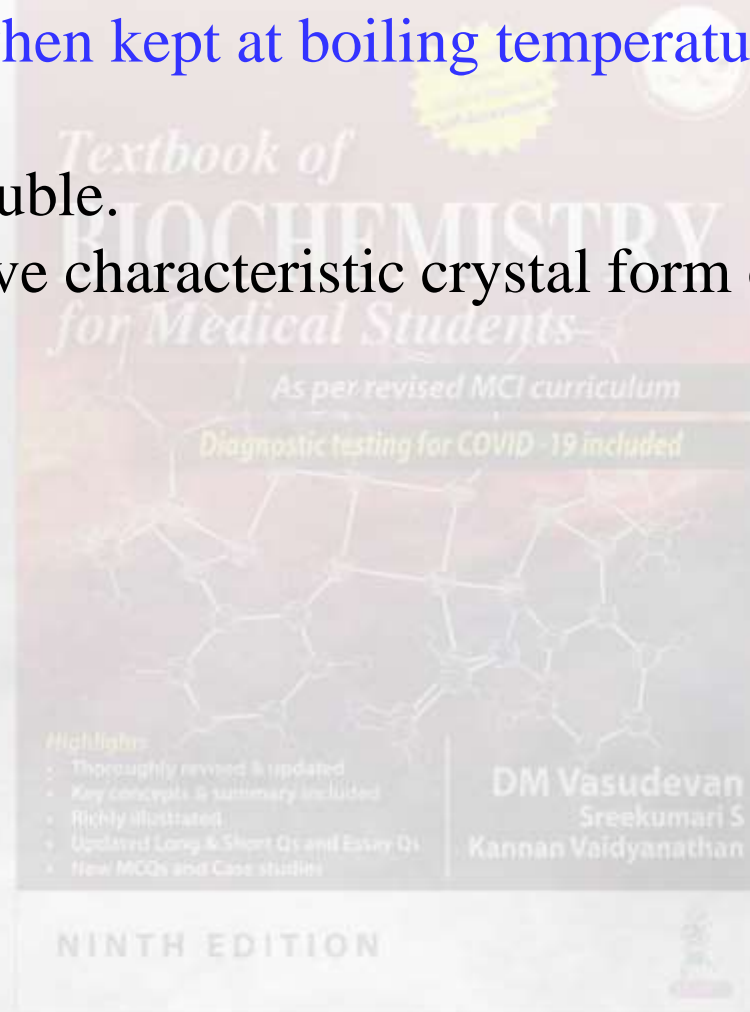 hen kept at boiling temperatu
Textbook of
uble.
BIOCHEMISTRY
ve characteristic crystal form
for Medical Students
As per revised MCI curriculum
Diagnostic testing for COVID -19 included
Highlights
• Thoroughly revised & updated
• Key concepts & summary included
• Richly illustrated
• Updated Long & Short Qs and Essay Qs
• New MCQs and Case studies
DM Vasudevan
Sreekumari S
Kannan Vaidyanathan
NINTH EDITION